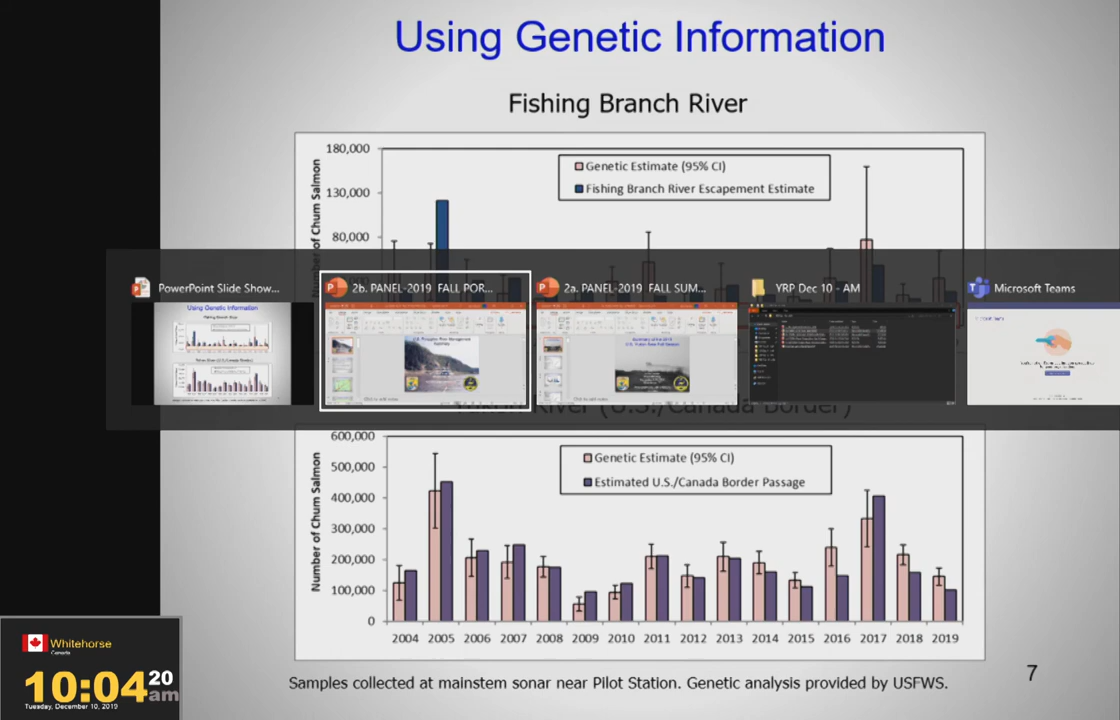 Using Genetic Information
Fishing Branch River
180,000
130,000
80,000
Number of Chum Salmon
Genetic Estimate (95% CI)
Fishing Branch River Escapement Estimate
PowerPoint Slide Show...
2b. PANEL-2019 FALL POR...
2a. PANEL-2019 FALL SUM...
YRP Dec 10 - AM
Microsoft Teams
Using Genetic Information
Yukon River (U.S./Canada Border)
600,000
500,000
400,000
300,000
200,000
100,000
0
Number of Chum Salmon
Genetic Estimate (95% CI)
Estimated U.S./Canada Border Passage
2004 2005 2006 2007 2008 2009 2010 2011 2012 2013 2014 2015 2016 2017 2018 2019
Samples collected at mainstem sonar near Pilot Station. Genetic analysis provided by USFWS.
7
Whitehorse
Canada
10:04 20 am
Tuesday, December 10, 2019